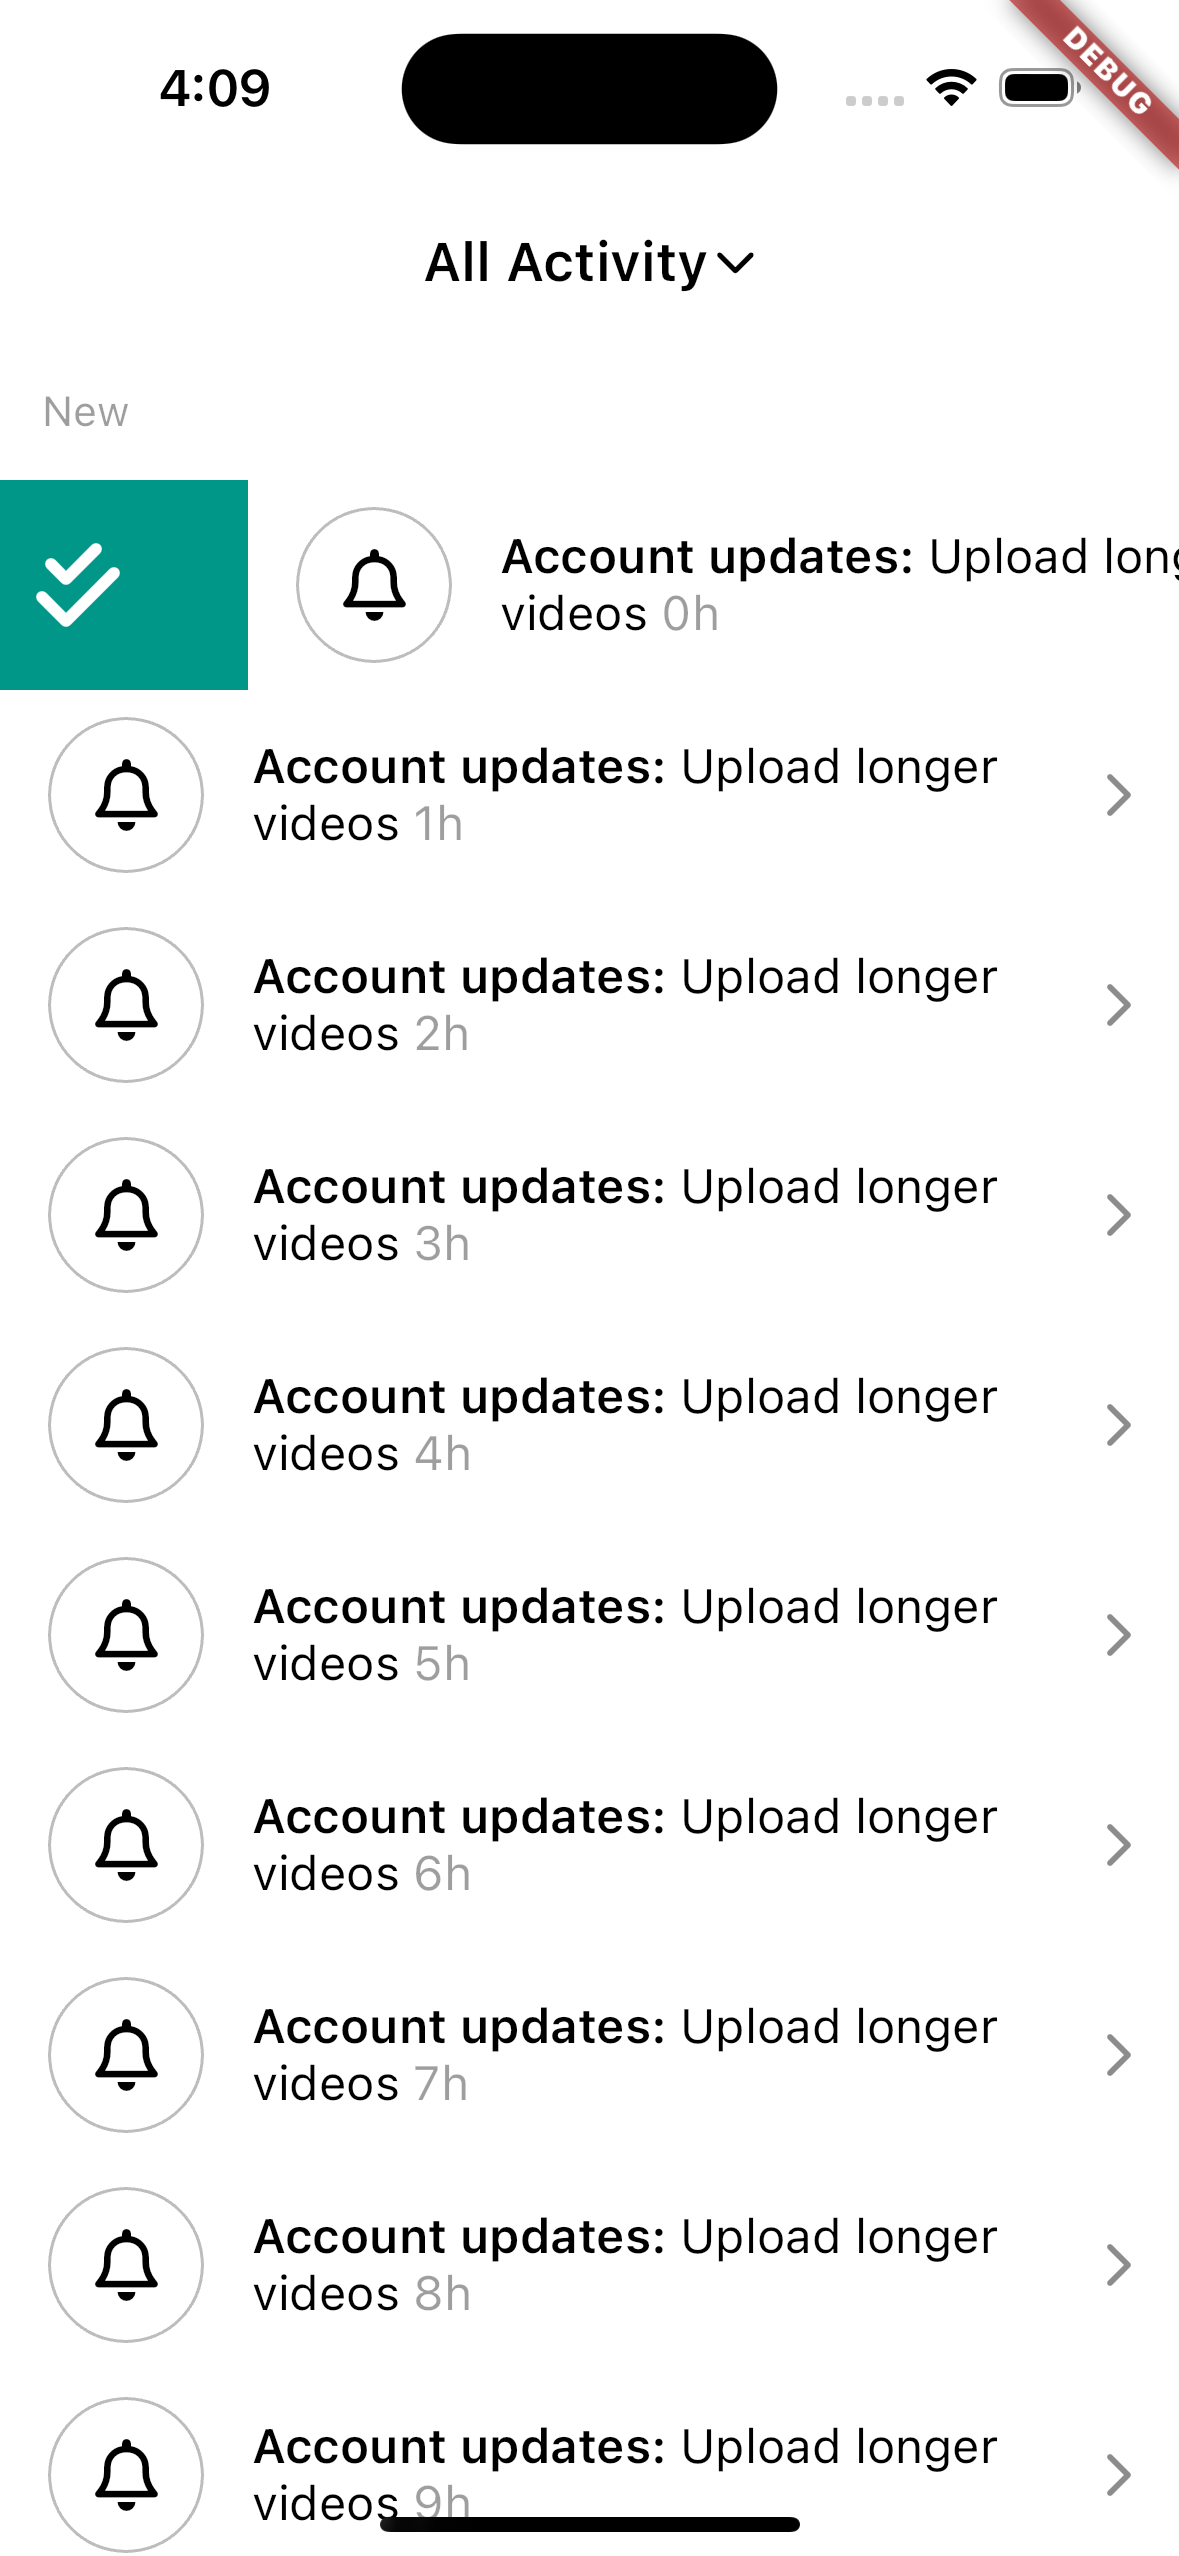 4:09
DEBUG
All Activity
New
Account updates: Upload long
videos 0h
Account updates: Upload longer
videos 1h
Account updates: Upload longer
videos 2h
Account updates: Upload longer
videos 3h
Account updates: Upload longer
videos 4h
Account updates: Upload longer
videos 5h
Account updates: Upload longer
videos 6h
Account updates: Upload longer
videos 7h
Account updates: Upload longer
videos 8h
Account updates: Upload longer
videos 9h